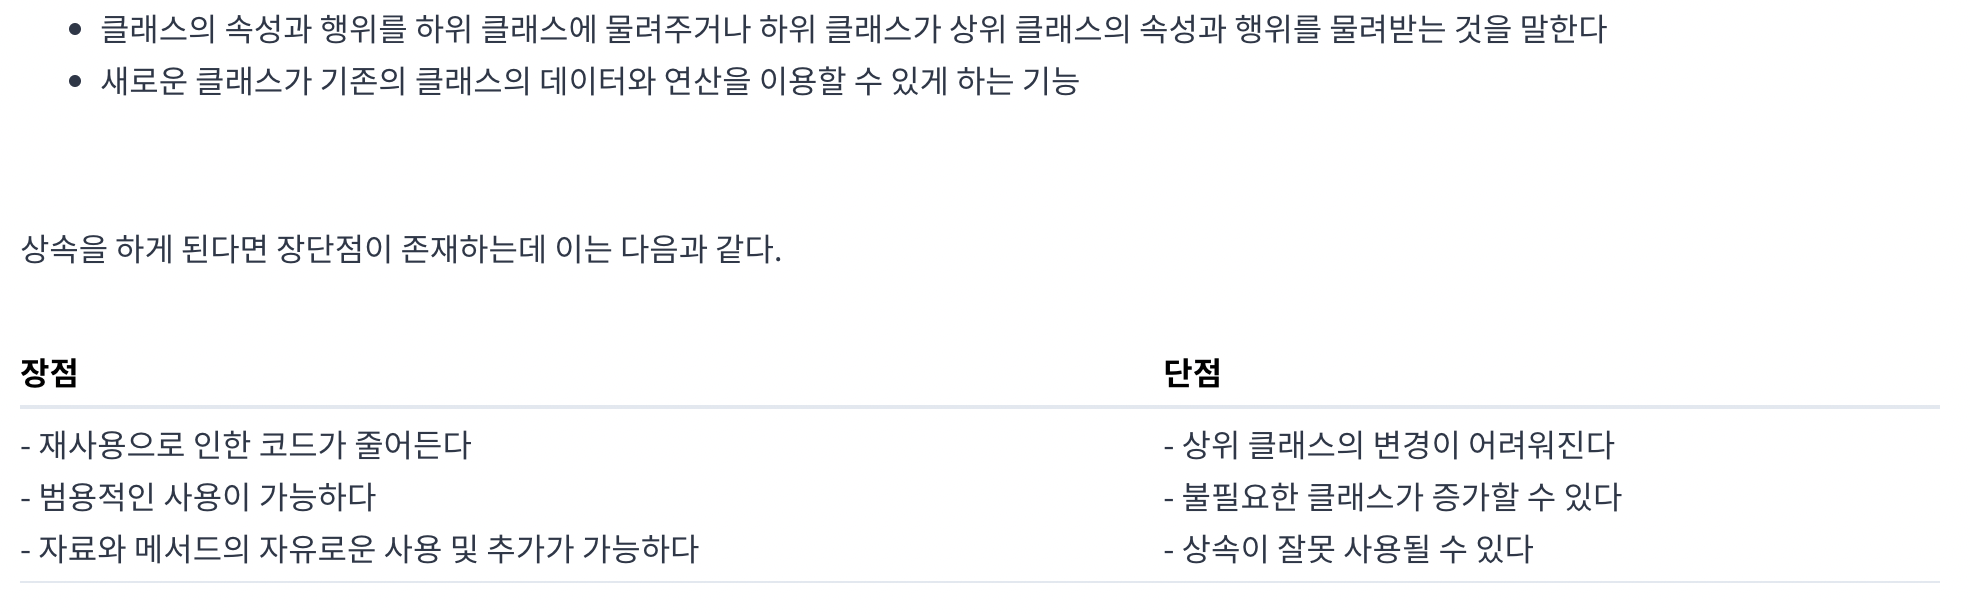 • 클래스의 속성과 행위를 하위 클래스에 물려주거나 하위 클래스가 상위 클래스의 속성과 행위를 물려받는 것을 말한다
• 새로운 클래스가 기존의 클래스의 데이터와 연산을 이용할 수 있게 하는 기능
상속을 하게 된다면 장단점이 존재하는데 이는 다음과 같다.
장점 단점
- 재사용으로 인한 코드가 줄어든다 - 상위 클래스의 변경이 어려워진다
- 범용적인 사용이 가능하다 - 불필요한 클래스가 증가할 수 있다
- 자료와 메서드의 자유로운 사용 및 추가가 가능하다 - 상속이 잘못 사용될 수 있다